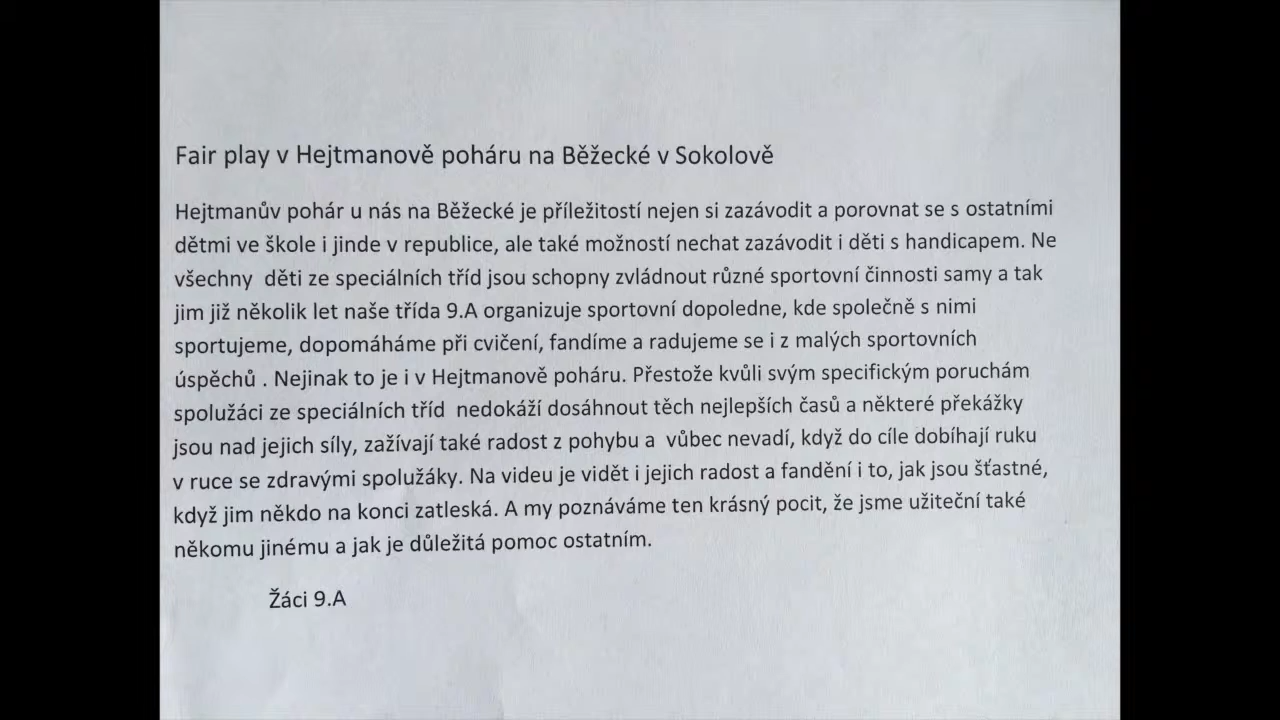 Fair play v Hejtmanově poháru na Běžecké v Sokolově
Hejtmanův pohár u nás na Běžecké je příležitostí nejen si zazávodit a porovnat se s ostatními
dětmi ve škole i jinde v republice, ale také možností nechat zazávodit i děti s handicapem. Ne
všechny  děti ze speciálních tříd jsou schopny zvládnout různé sportovní činnosti samy a tak
jim již několik let naše třída 9.A organizuje sportovní dopoledne, kde společně s nimi
sportujeme, dopomáháme při cvičení, fandíme a radujeme se i z malých sportovních
úspěchů . Nejinak to je i v Hejtmanově poháru. Přestože kvůli svým specifickým poruchám
spolužáci ze speciálních tříd  nedokáží dosáhnout těch nejlepších časů a některé překážky
jsou nad jejich síly, zažívají také radost z pohybu a  vůbec nevadí, když do cíle dobíhají ruku
v ruce se zdravými spolužáky. Na videu je vidět i jejich radost a fandění i to, jak jsou šťastné,
když jim někdo na konci zatleská. A my poznáváme ten krásný pocit, že jsme užiteční také
někomu jinému a jak je důležitá pomoc ostatním.
Žáci 9.A